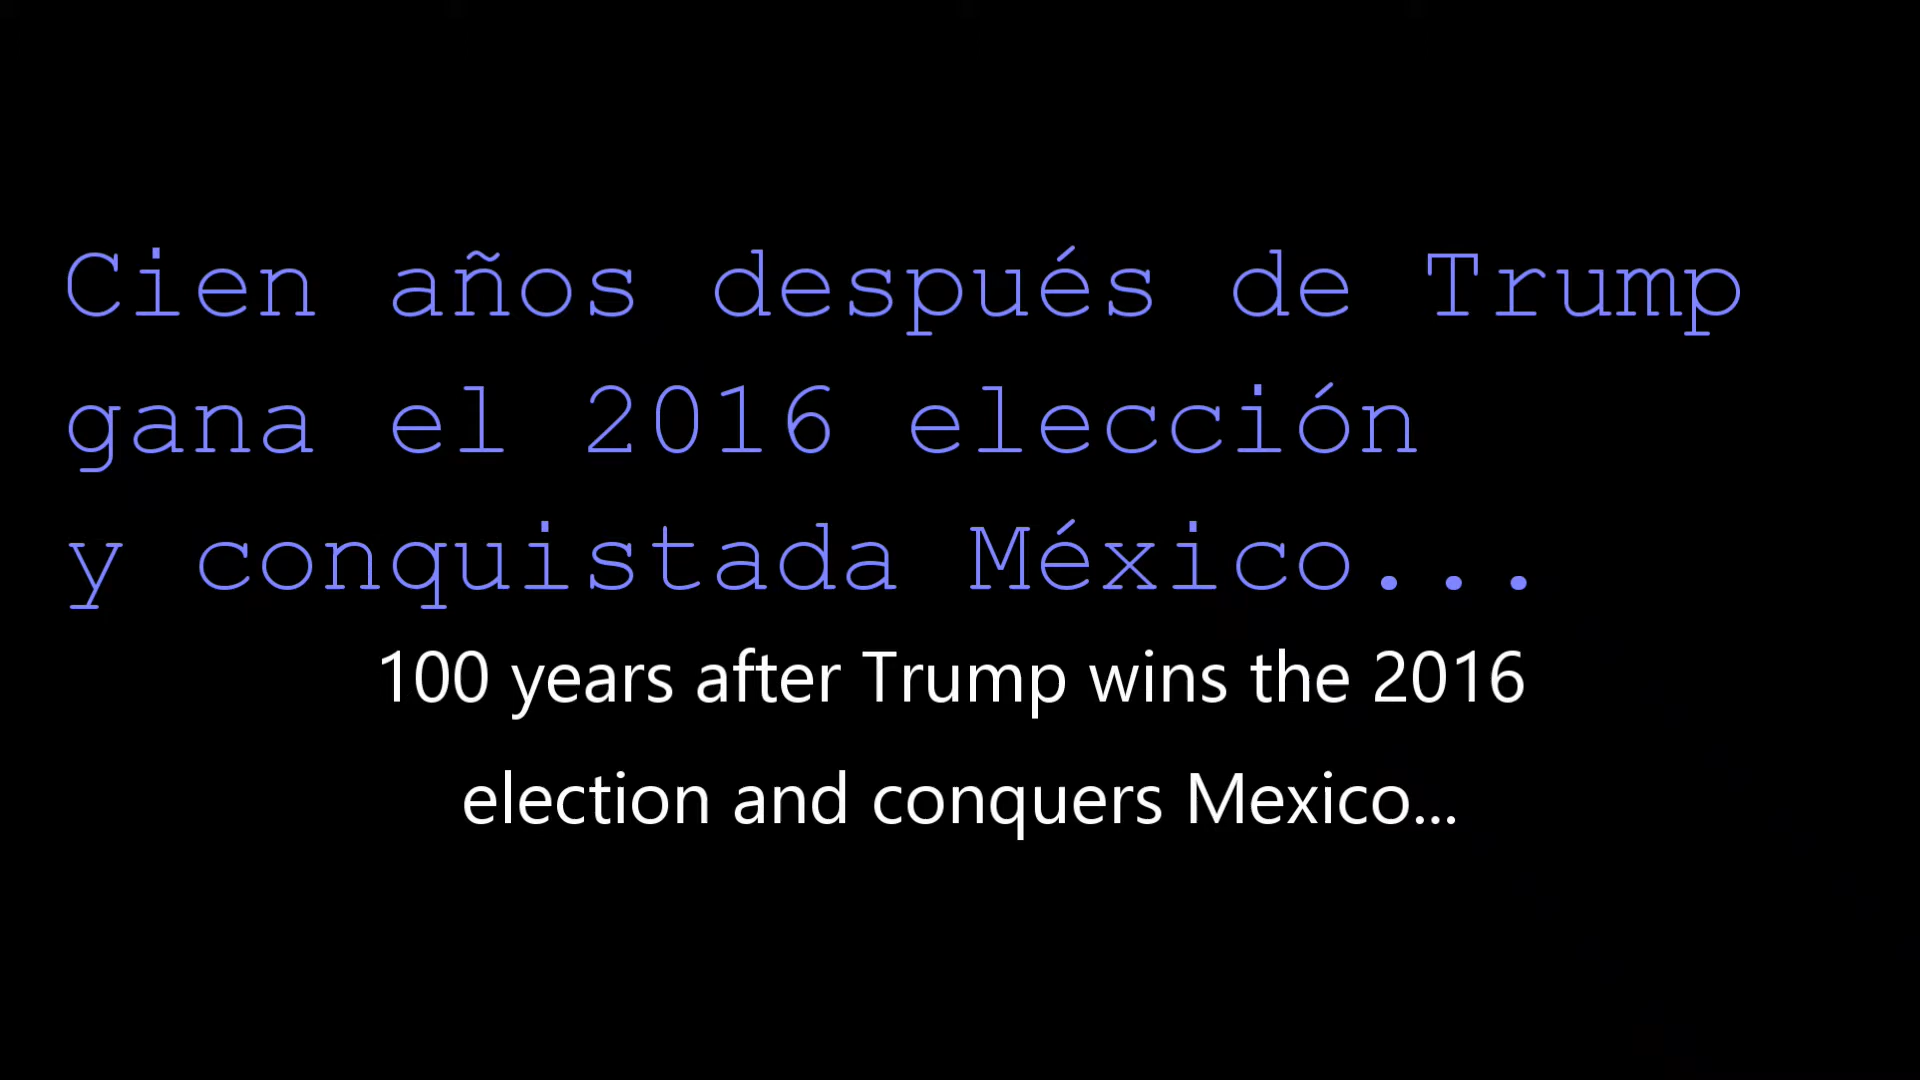 Cien años después de Trump
gana el 2016 elección
y conquistada México...
100 years after Trump wins the 2016
election and conquers Mexico...